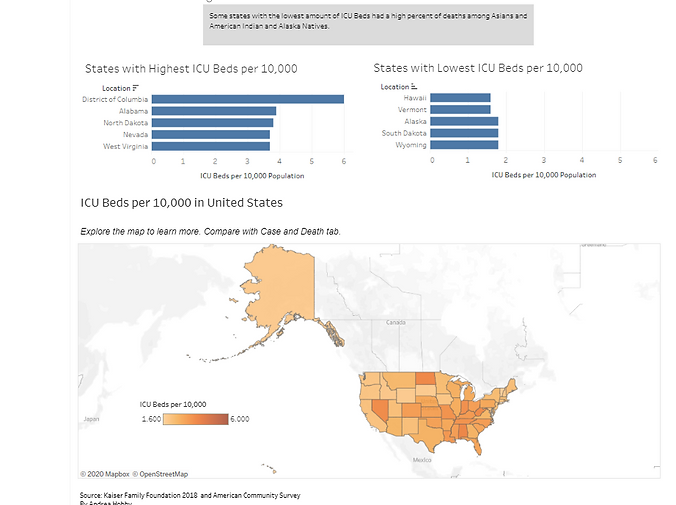 Some states with the lowest amount of ICU Beds had a high percent of deaths among Asians and
American Indian and Alaska Natives.
States with Highest ICU Beds per 10,000
Location
District of Columbia
Alabama
North Dakota
Nevada
West Virginia
0 1 2 3 4 5 6
ICU Beds per 10,000 Population
States with Lowest ICU Beds per 10,000
Location
Hawaii
Vermont
Alaska
South Dakota
Wyoming
0 1 2 3 4 5 6
ICU Beds per 10,000 Population
ICU Beds per 10,000 in United States
Explore the map to learn more. Compare with Case and Death tab.
Canada
ICU Beds per 10,000
1.600 6.000
Japan
Mexico
© 2020 Mapbox © OpenStreetMap
Source: Kaiser Family Foundation 2018 and American Community Survey
By Andrea Hobby